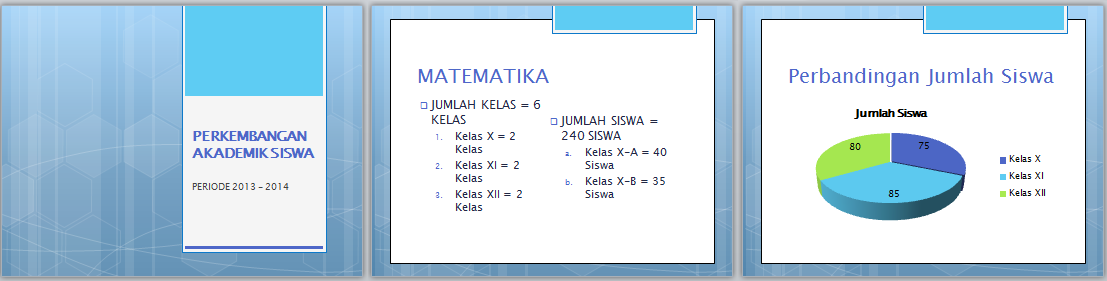 PERKEMBANGAN
AKADEMIK SISWA
PERIODE 2013 – 2014
MATEMATIKA
JUMLAH KELAS = 6
KELAS
1. Kelas X = 2
Kelas
2. Kelas XI = 2
Kelas
3. Kelas XII = 2
Kelas
JUMLAH SISWA =
240 SISWA
a. Kelas X-A = 40
Siswa
b. Kelas X-B = 35
Siswa
Perbandingan Jumlah Siswa
Jumlah Siswa
80
75
85
Kelas X
Kelas XI
Kelas XII